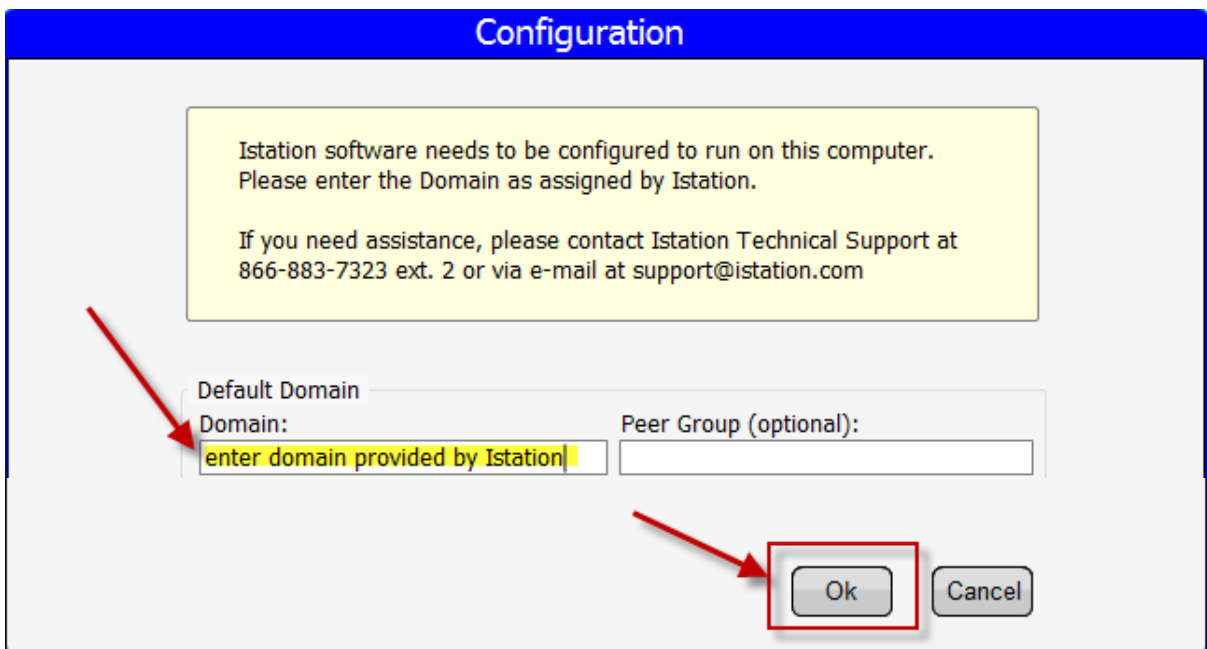 Configuration
Istation software needs to be configured to run on this computer.
Please enter the Domain as assigned by Istation.
If you need assistance, please contact Istation Technical Support at
866-883-7323 ext. 2 or via e-mail at support@istation.com
Default Domain
Domain: Peer Group (optional):
enter domain provided by Istation
Ok Cancel